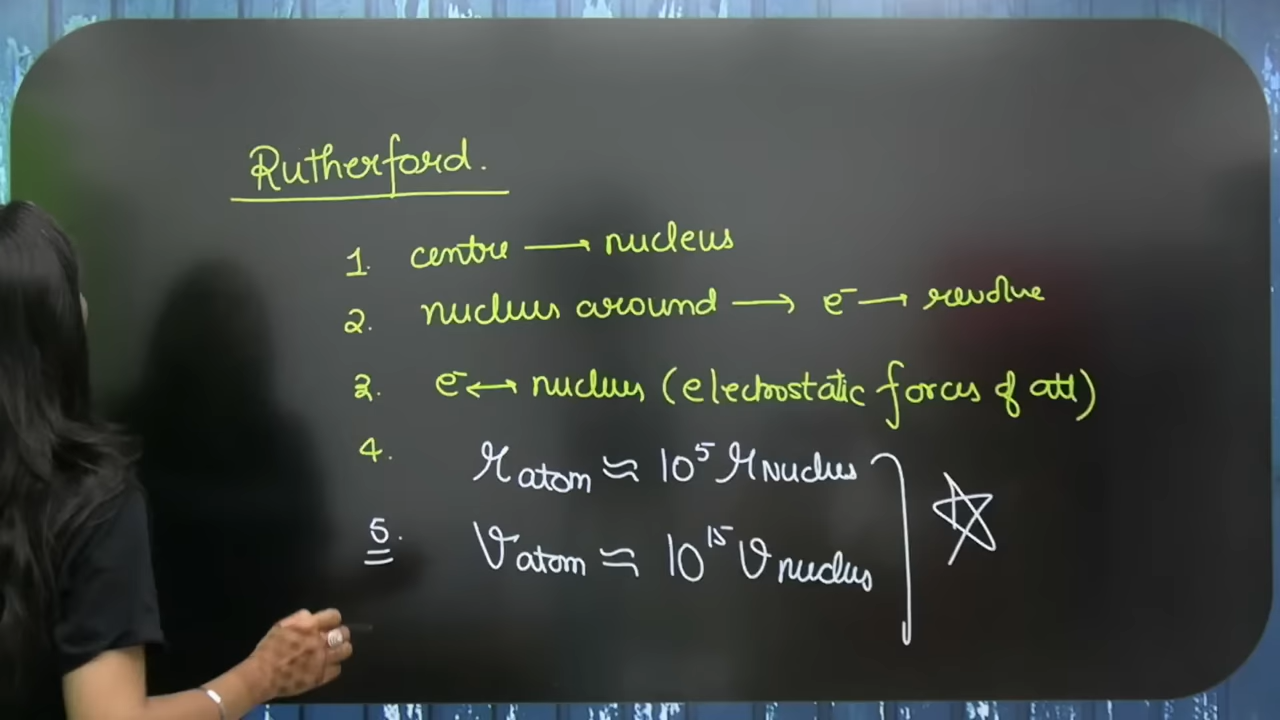 Rutherford.
1. centre → nucleus
2. nucleus around → e⁻ → revolve
3. e⁻ ↔ nucleus (electrostatic forces of att)
4. r atom ≈ 10⁵ r Nucleus
5. V atom ≈ 10¹⁵ V nucleus